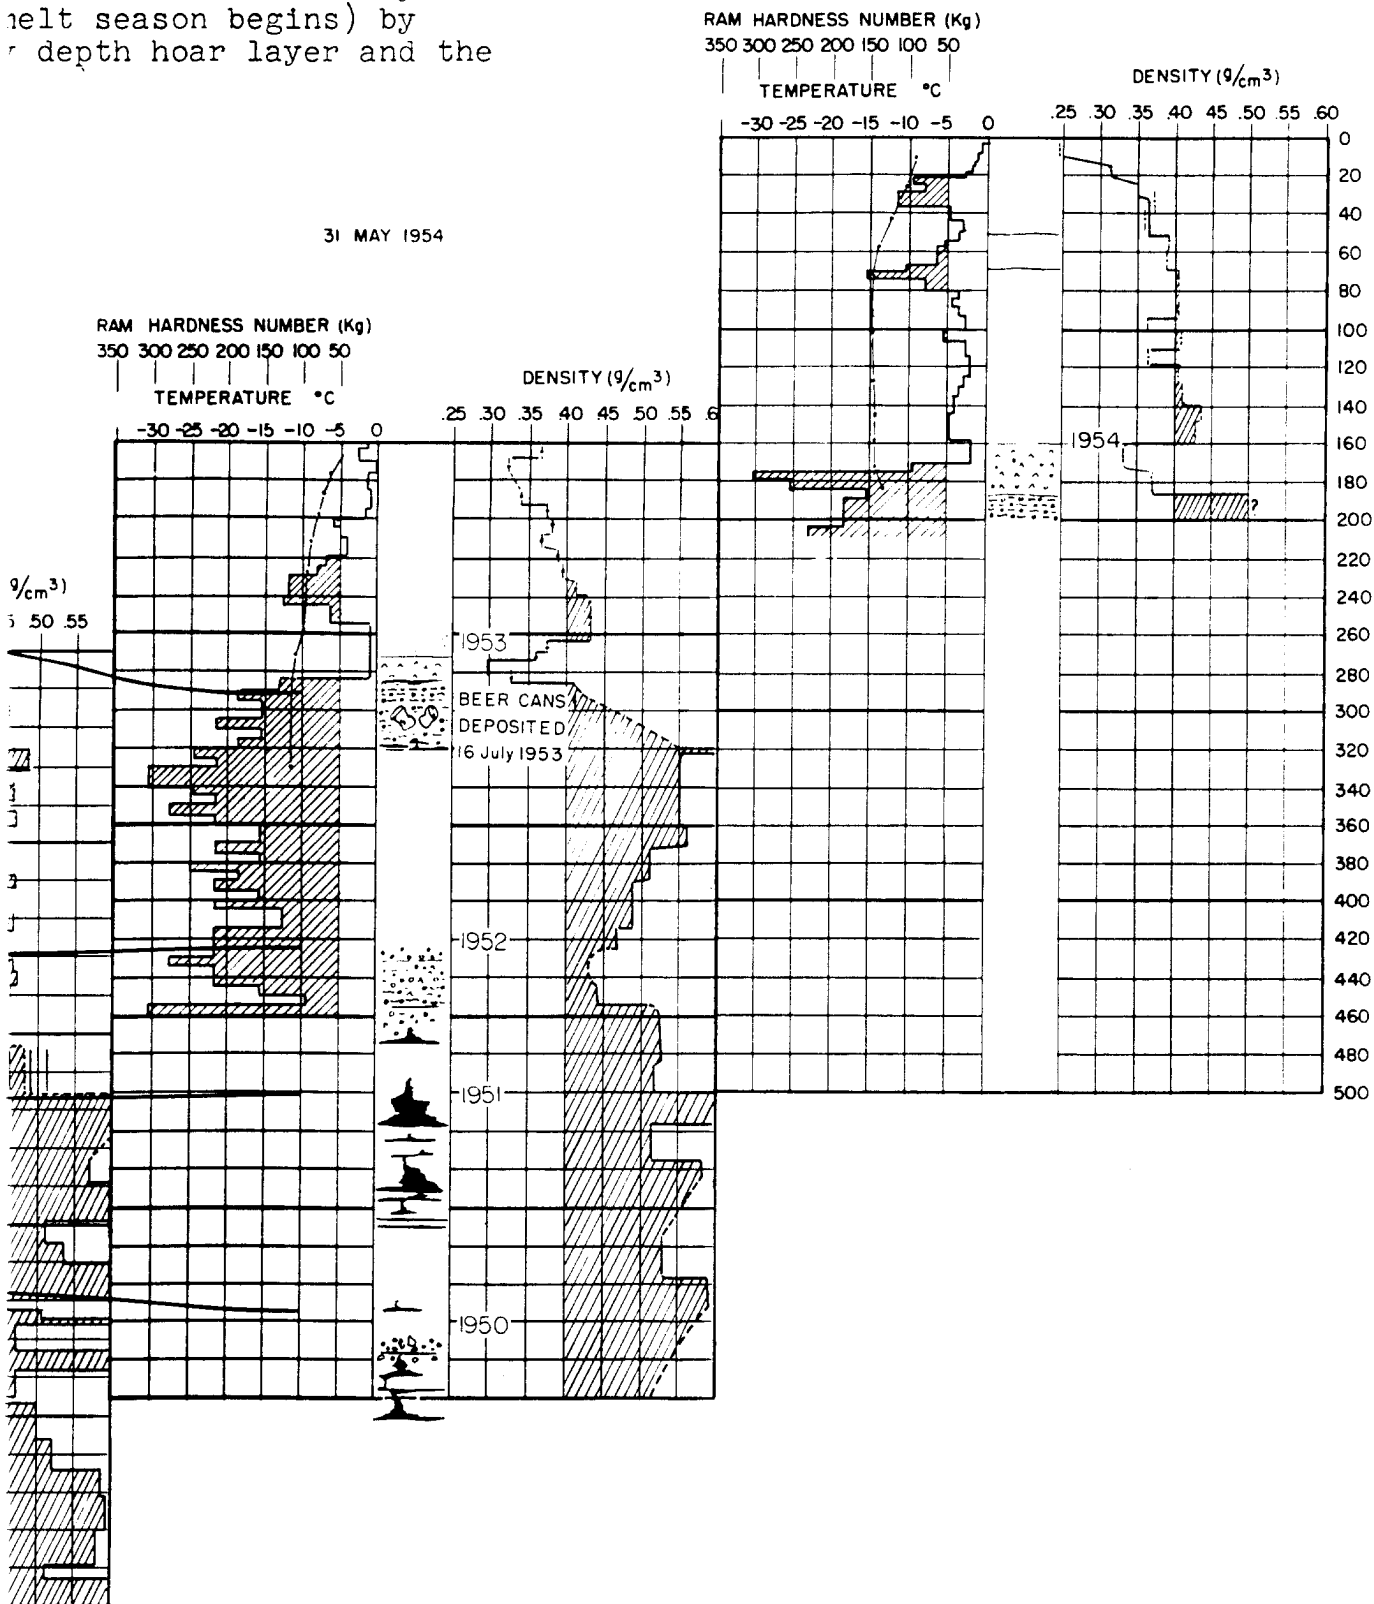 melt season begins) by
depth hoar layer and the
31 MAY 1954
RAM HARDNESS NUMBER (Kg)
350 300 250 200 150 100 50
TEMPERATURE °C
-30 -25 -20 -15 -10 -5 0
DENSITY (g/cm³)
.25 .30 .35 .40 .45 .50 .55 .60
0
20
40
60
80
100
120
140
1954
160
180
?
200
220
240
260
280
300
320
340
360
380
400
420
440
460
480
500
RAM HARDNESS NUMBER (Kg)
350 300 250 200 150 100 50
TEMPERATURE °C
-30 -25 -20 -15 -10 -5 0
DENSITY (g/cm³)
.25 .30 .35 .40 .45 .50 .55 .6
1953
BEER CANS
DEPOSITED
16 July 1953
1952
1951
1950
g/cm³)
5 .50 .55